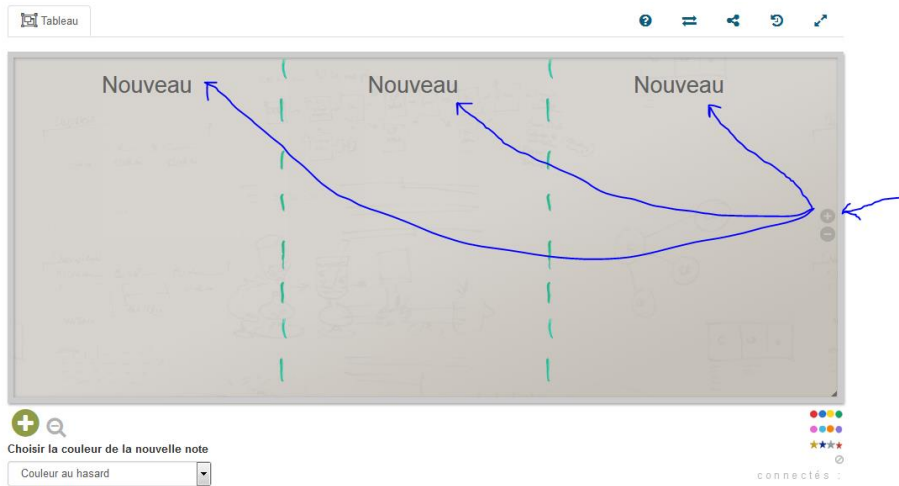 Tableau
Nouveau Nouveau Nouveau
Choisir la couleur de la nouvelle note
Couleur au hasard
connectés :